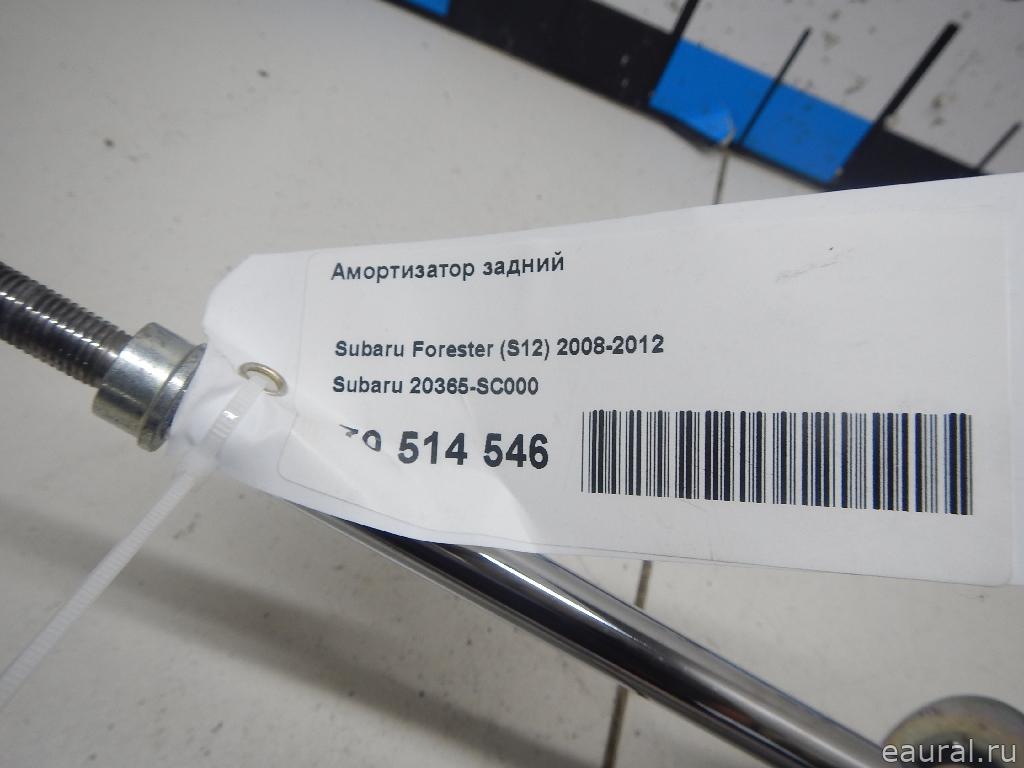 Амортизатор задний
Subaru Forester (S12) 2008-2012
Subaru 20365-SC000
514 546
eaural.ru